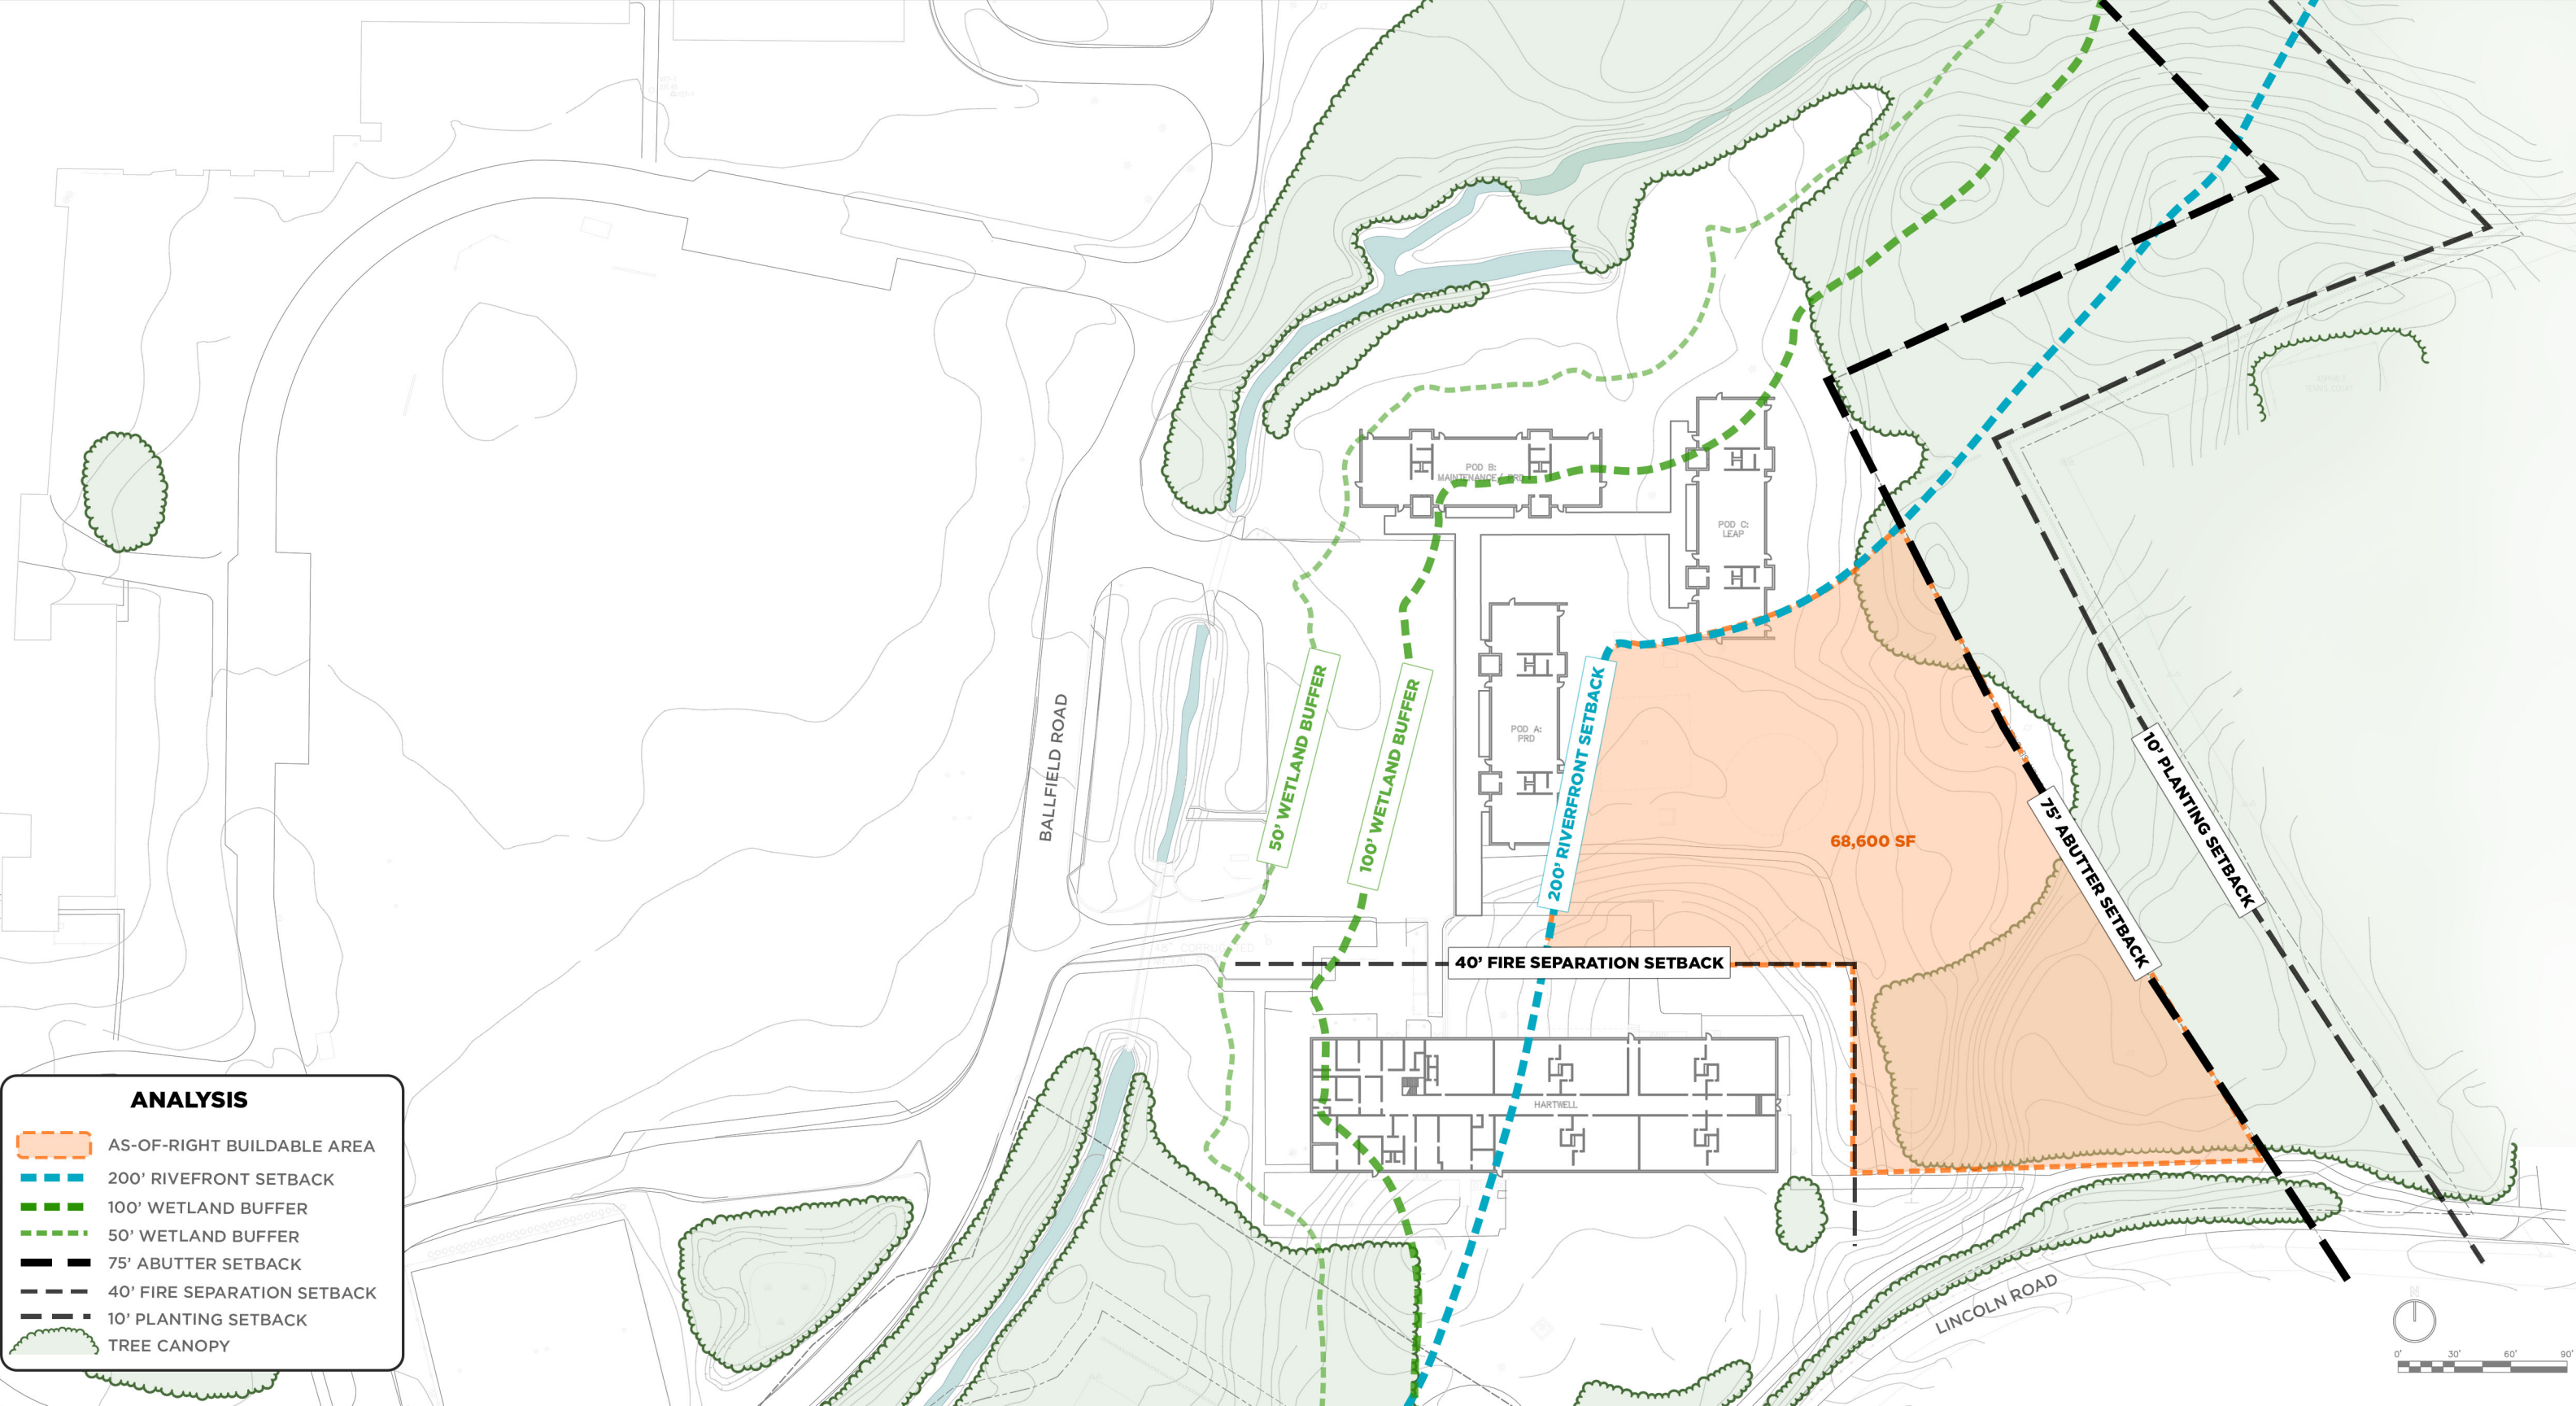 POD B:
MAINTENANCE / PRD
POD C:
LEAP
POD A:
PRD
BALLFIELD ROAD
50' WETLAND BUFFER
100' WETLAND BUFFER
200' RIVERFRONT SETBACK
68,600 SF
10' PLANTING SETBACK
75' ABUTTER SETBACK
40' FIRE SEPARATION SETBACK
HARTWELL
LINCOLN ROAD
ANALYSIS
AS-OF-RIGHT BUILDABLE AREA
200' RIVEFRONT SETBACK
100' WETLAND BUFFER
50' WETLAND BUFFER
75' ABUTTER SETBACK
40' FIRE SEPARATION SETBACK
10' PLANTING SETBACK
TREE CANOPY
N
0' 30' 60' 90'